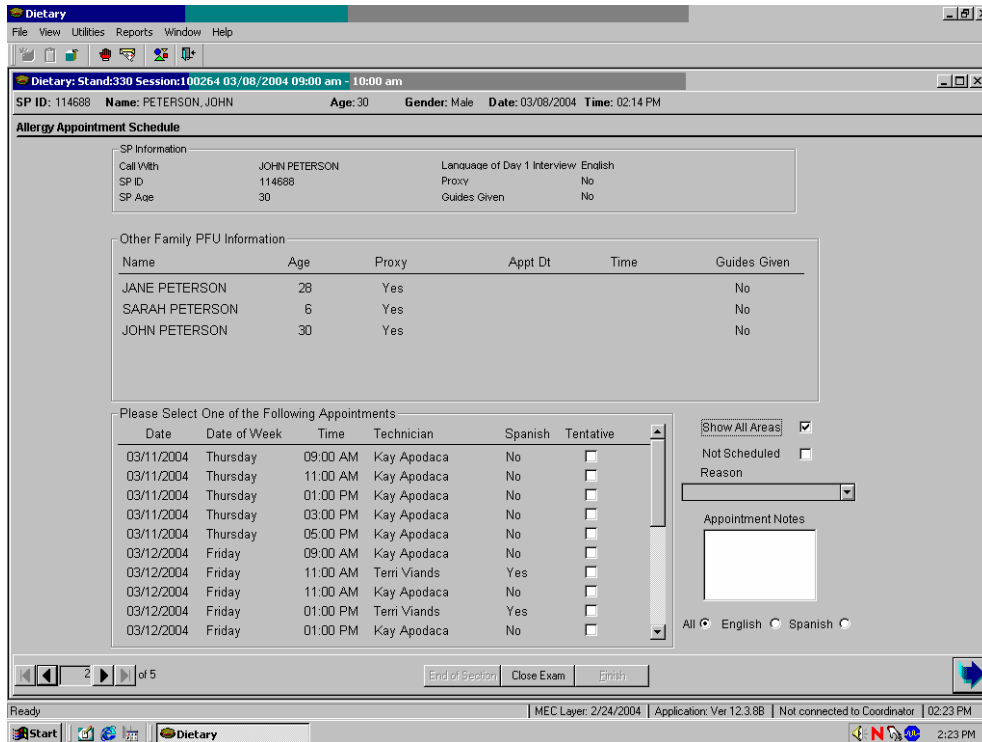 Dietary
File View Utilities Reports Window Help
Dietary: Stand:330 Session:100264 03/08/2004 09:00 am - 10:00 am
SP ID: 114688 Name: PETERSON, JOHN Age: 30 Gender: Male Date: 03/08/2004 Time: 02:14 PM
Allergy Appointment Schedule
SP Information
Call With JOHN PETERSON Language of Day 1 Interview English
SP ID 114688 Proxy No
SP Age 30 Guides Given No
Other Family PFU Information
Name Age Proxy Appt Dt Time Guides Given
JANE PETERSON 28 Yes No
SARAH PETERSON 6 Yes No
JOHN PETERSON 30 Yes No
Please Select One of the Following Appointments
Date Date of Week Time Technician Spanish Tentative
03/11/2004 Thursday 09:00 AM Kay Apodaca No
03/11/2004 Thursday 11:00 AM Kay Apodaca No
03/11/2004 Thursday 01:00 PM Kay Apodaca No
03/11/2004 Thursday 03:00 PM Kay Apodaca No
03/11/2004 Thursday 05:00 PM Kay Apodaca No
03/12/2004 Friday 09:00 AM Kay Apodaca No
03/12/2004 Friday 11:00 AM Terri Viands Yes
03/12/2004 Friday 11:00 AM Kay Apodaca No
03/12/2004 Friday 01:00 PM Terri Viands Yes
03/12/2004 Friday 01:00 PM Kay Apodaca No
Show All Areas
Not Scheduled
Reason
Appointment Notes
All English Spanish
2 of 5
End of Section Close Exam Finish
Ready MEC Layer: 2/24/2004 Application: Ver 12.3.8B Not connected to Coordinator 02:23 PM
Start Dietary N 2:23 PM